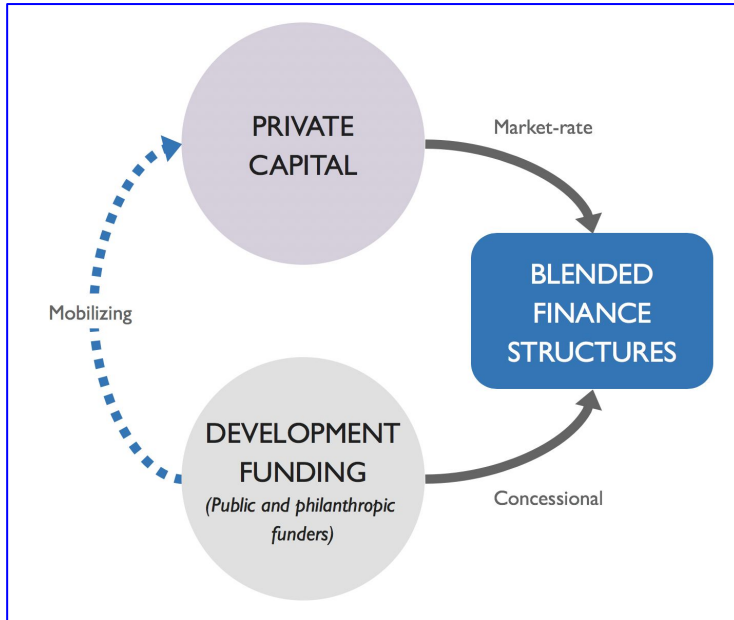 PRIVATE
CAPITAL
Market-rate
BLENDED
FINANCE
STRUCTURES
Mobilizing
DEVELOPMENT
FUNDING
(Public and philanthropic
funders)
Concessional